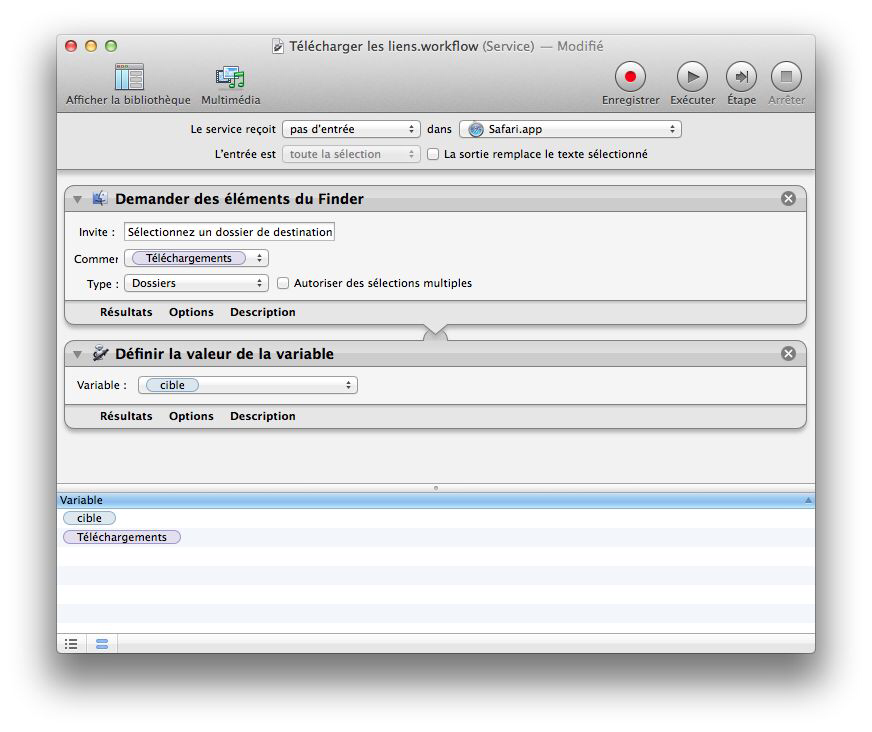 Télécharger les liens.workflow (Service) — Modifié
Afficher la bibliothèque Multimédia Enregistrer Exécuter Étape Arrêter
Le service reçoit pas d'entrée dans Safari.app
L'entrée est toute la sélection La sortie remplace le texte sélectionné
Demander des éléments du Finder
Invite : Sélectionnez un dossier de destination
Commer Téléchargements
Type : Dossiers Autoriser des sélections multiples
Résultats Options Description
Définir la valeur de la variable
Variable : cible
Résultats Options Description
Variable
cible
Téléchargements